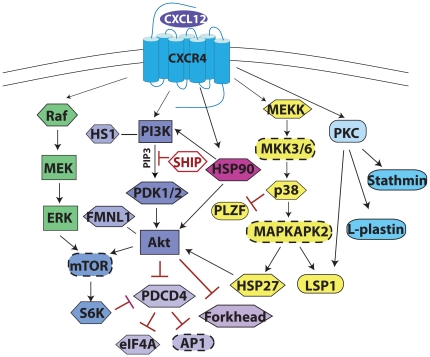 CXCL12
CXCR4
Raf
HS1
PI3K
MEKK
PKC
PIP3
SHIP
HSP90
MKK3/6
MEK
Stathmin
PDK1/2
p38
PLZF
ERK
FMNL1
Akt
MAPKAPK2
L-plastin
mTOR
HSP27
LSP1
PDCD4
S6K
Forkhead
eIF4A
AP1